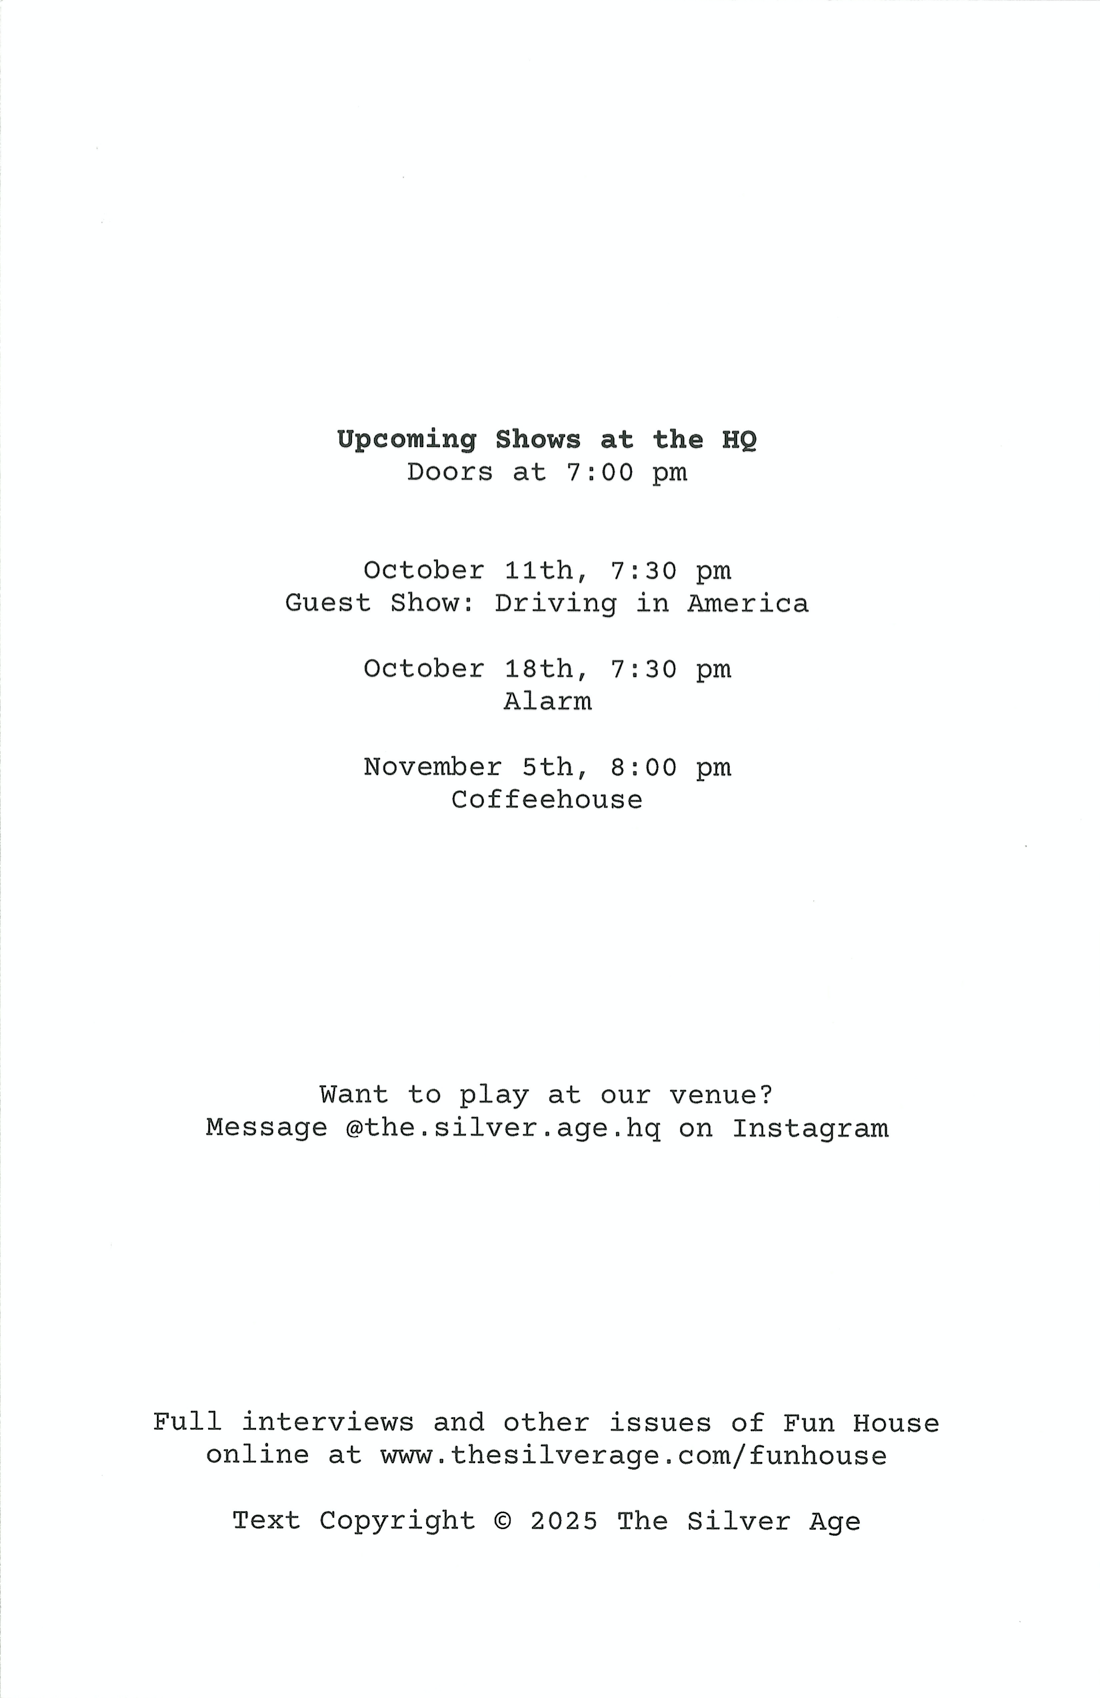 Upcoming Shows at the HQ
Doors at 7:00 pm
October 11th, 7:30 pm
Guest Show: Driving in America
October 18th, 7:30 pm
Alarm
November 5th, 8:00 pm
Coffeehouse
Want to play at our venue?
Message @the.silver.age.hq on Instagram
Full interviews and other issues of Fun House
online at www.thesilverage.com/funhouse
Text Copyright © 2025 The Silver Age